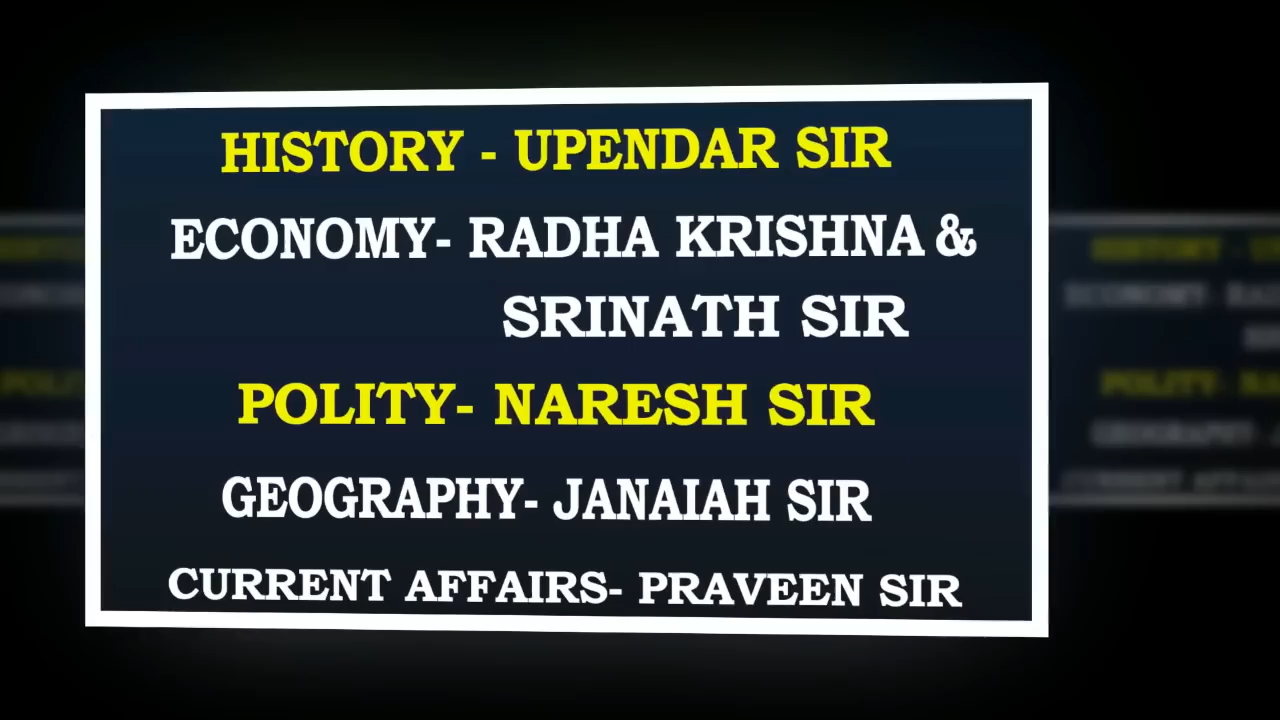 HISTORY - UPENDAR SIR
ECONOMY- RADHA KRISHNA &
SRINATH SIR
POLITY- NARESH SIR
GEOGRAPHY- JANAIAH SIR
CURRENT AFFAIRS- PRAVEEN SIR